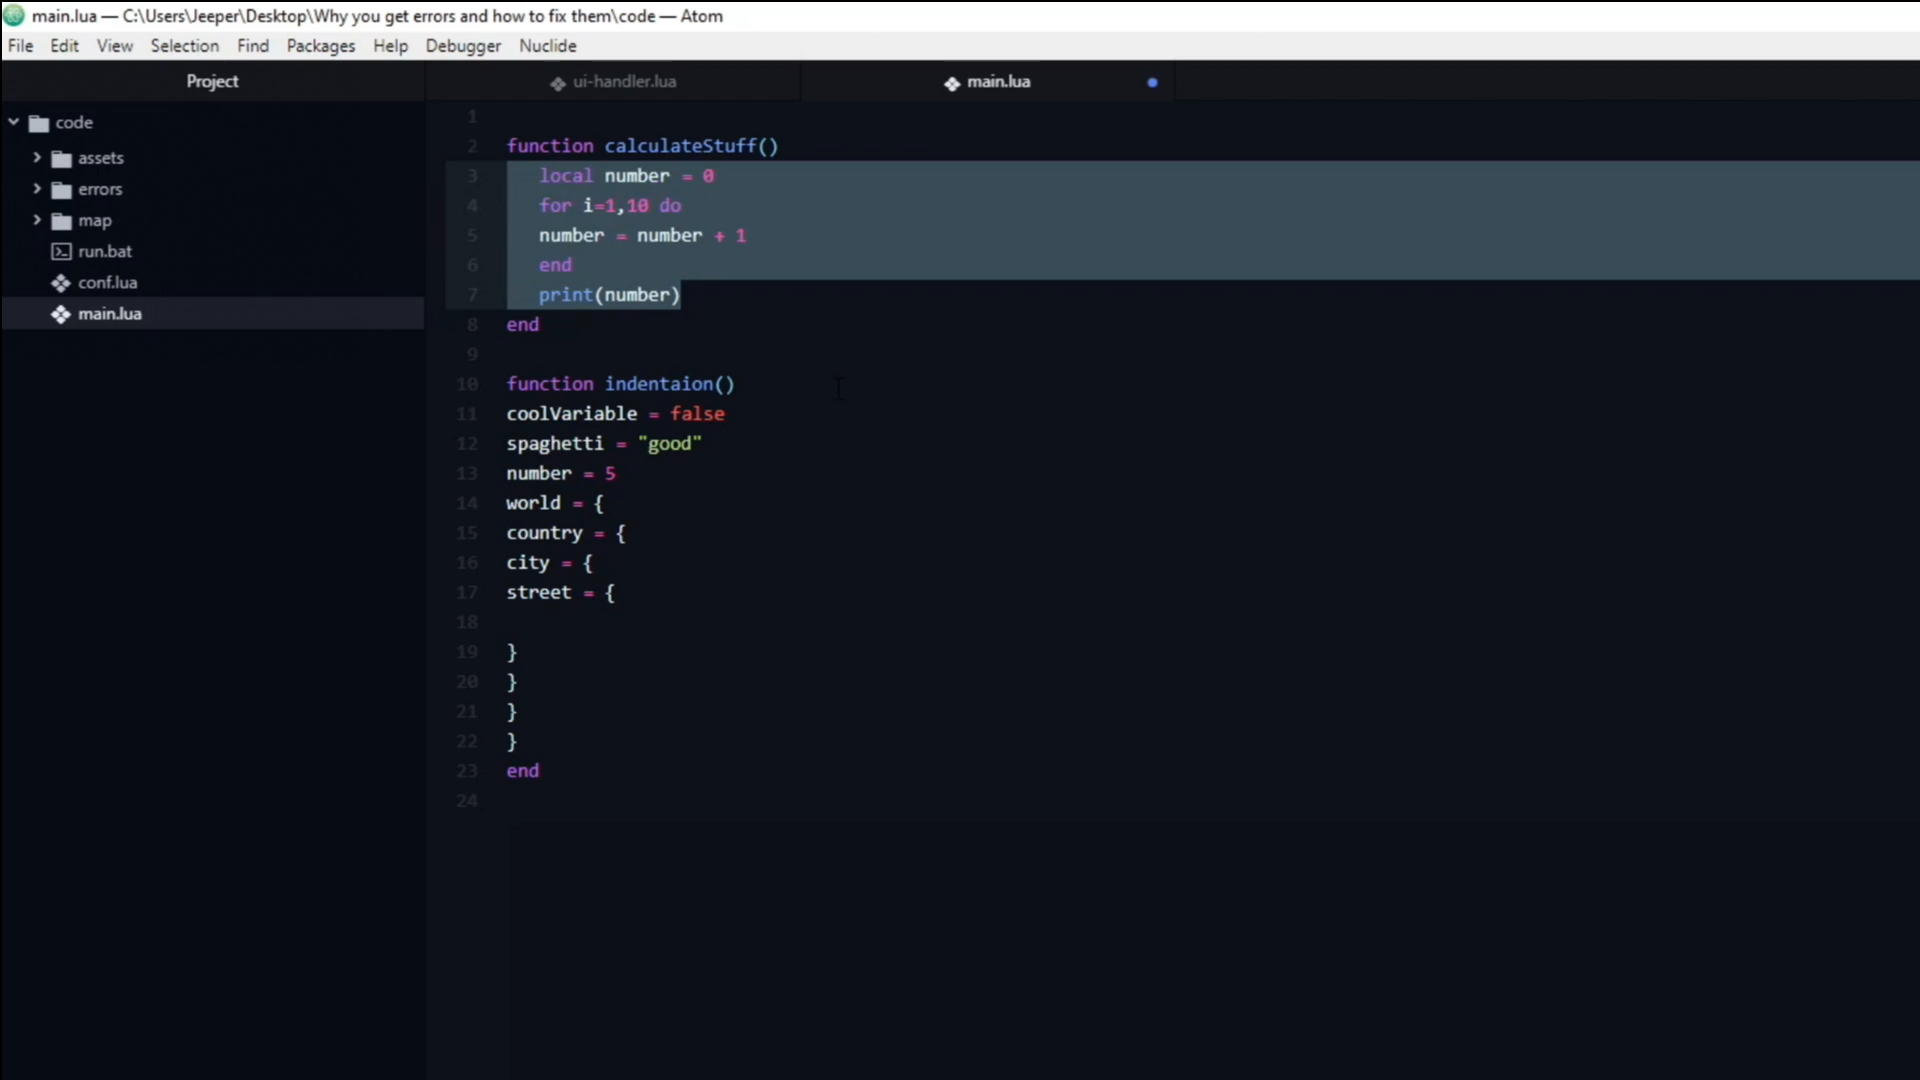 main.lua — C:\Users\Jeeper\Desktop\Why you get errors and how to fix them\code — Atom
File Edit View Selection Find Packages Help Debugger Nuclide
Project
ui-handler.lua
main.lua
code
assets
errors
map
run.bat
conf.lua
main.lua
1
2 function calculateStuff()
3 local number = 0
4 for i=1,10 do
5 number = number + 1
6 end
7 print(number)
8 end
9
10 function indentaion()
11 coolVariable = false
12 spaghetti = "good"
13 number = 5
14 world = {
15 country = {
16 city = {
17 street = {
18
19 }
20 }
21 }
22 }
23 end
24